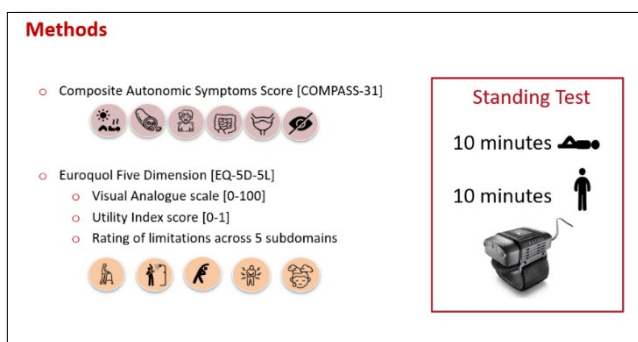 Methods
o Composite Autonomic Symptoms Score [COMPASS-31]
o Euroquol Five Dimension [EQ-5D-5L]
o Visual Analogue scale [0-100]
o Utility Index score [0-1]
o Rating of limitations across 5 subdomains
Standing Test
10 minutes
10 minutes